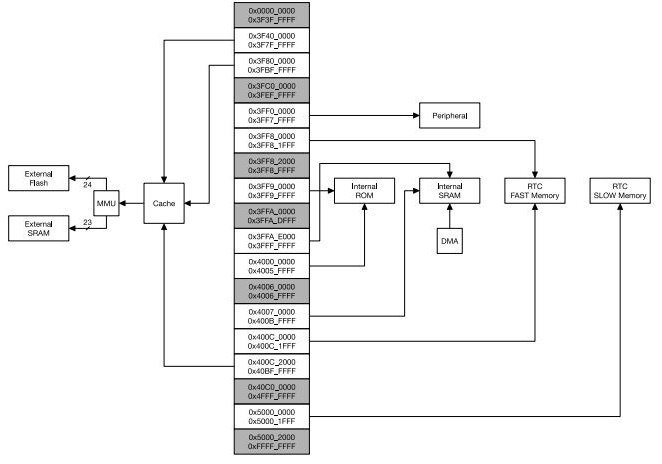 0x0000_0000
0x3F3F_FFFF
0x3F40_0000
0x3F7F_FFFF
0x3F80_0000
0x3FBF_FFFF
0x3FC0_0000
0x3FEF_FFFF
0x3FF0_0000
0x3FF7_FFFF
Peripheral
0x3FF8_0000
0x3FF8_1FFF
0x3FF8_2000
0x3FF8_FFFF
External
Flash
24
MMU
Cache
External
SRAM
23
0x3FF9_0000
0x3FF9_FFFF
Internal
ROM
Internal
SRAM
RTC
FAST Memory
RTC
SLOW Memory
0x3FFA_0000
0x3FFA_DFFF
0x3FFA_E000
0x3FFF_FFFF
DMA
0x4000_0000
0x4005_FFFF
0x4006_0000
0x4006_FFFF
0x4007_0000
0x400B_FFFF
0x400C_0000
0x400C_1FFF
0x400C_2000
0x40BF_FFFF
0x40C0_0000
0x4FFF_FFFF
0x5000_0000
0x5000_1FFF
0x5000_2000
0xFFFF_FFFF